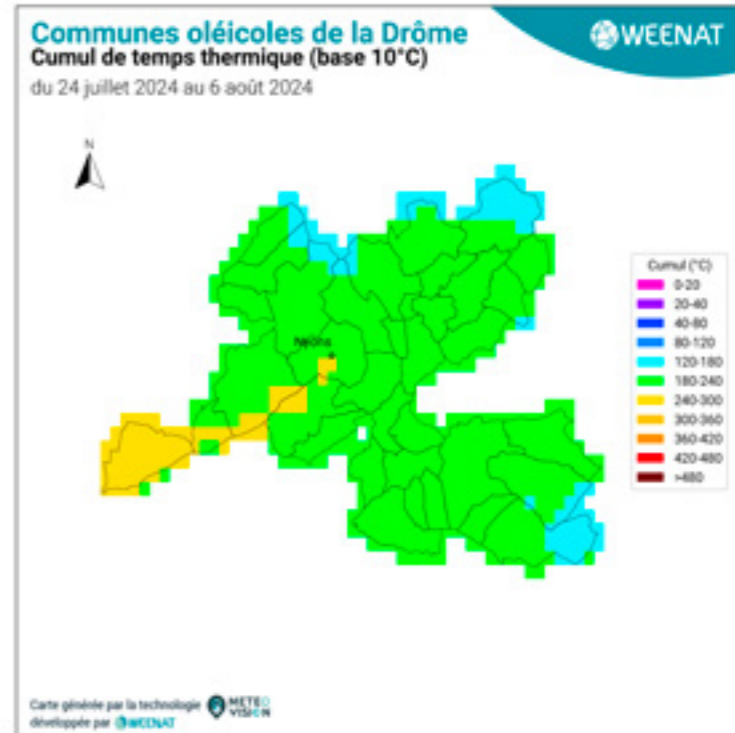 Communes oléicoles de la Drôme
WEENAT
Cumul de temps thermique (base 10°C)
du 24 juillet 2024 au 6 août 2024
N
Nyons
Cumul (°C)
0-20
20-40
40-80
80-120
120-180
180-240
240-300
300-360
360-420
420-480
>480
Carte générée par la technologie METEO VISION
développée par WEENAT